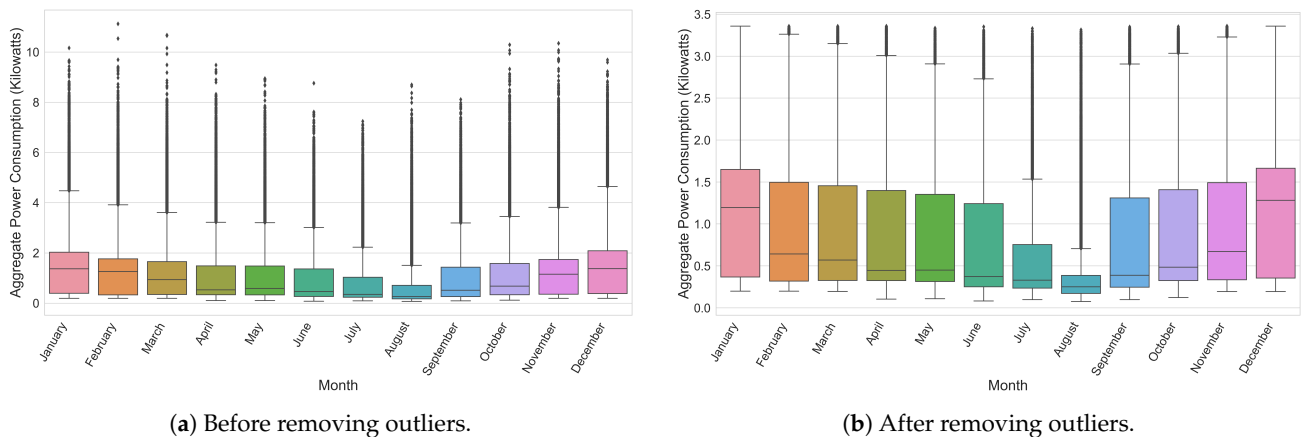 Aggregate Power Consumption (Kilowatts)
10
8
6
4
2
0
January
February
March
April
May
June
July
August
September
October
November
December
Month
(a) Before removing outliers.
Aggregate Power Consumption (Kilowatts)
3.5
3.0
2.5
2.0
1.5
1.0
0.5
0.0
January
February
March
April
May
June
July
August
September
October
November
December
Month
(b) After removing outliers.